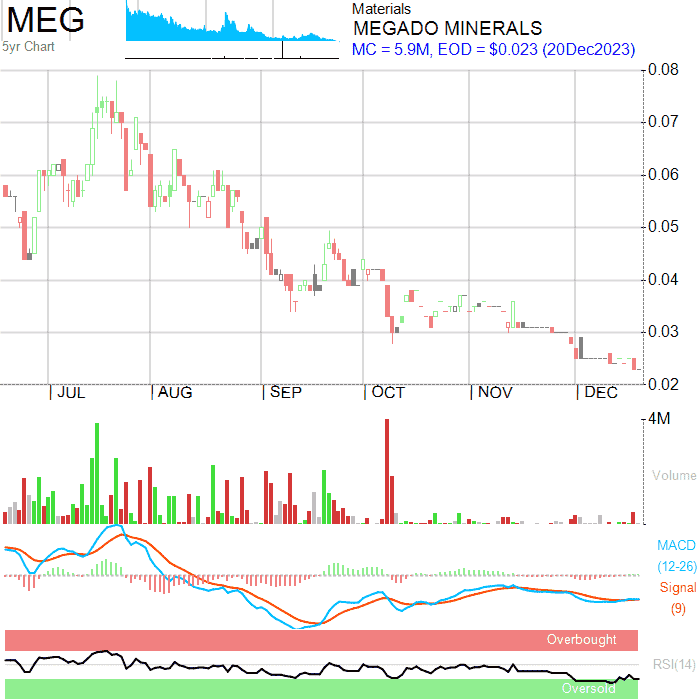 MEG
5yr Chart
Materials
MEGADO MINERALS
MC = 5.9M, EOD = $0.023 (20Dec2023)
0.08
0.07
0.06
0.05
0.04
0.03
0.02
JUL AUG SEP OCT NOV DEC
4M
Volume
MACD
(12-26)
Signal
(9)
Overbought
RSI(14)
Oversold